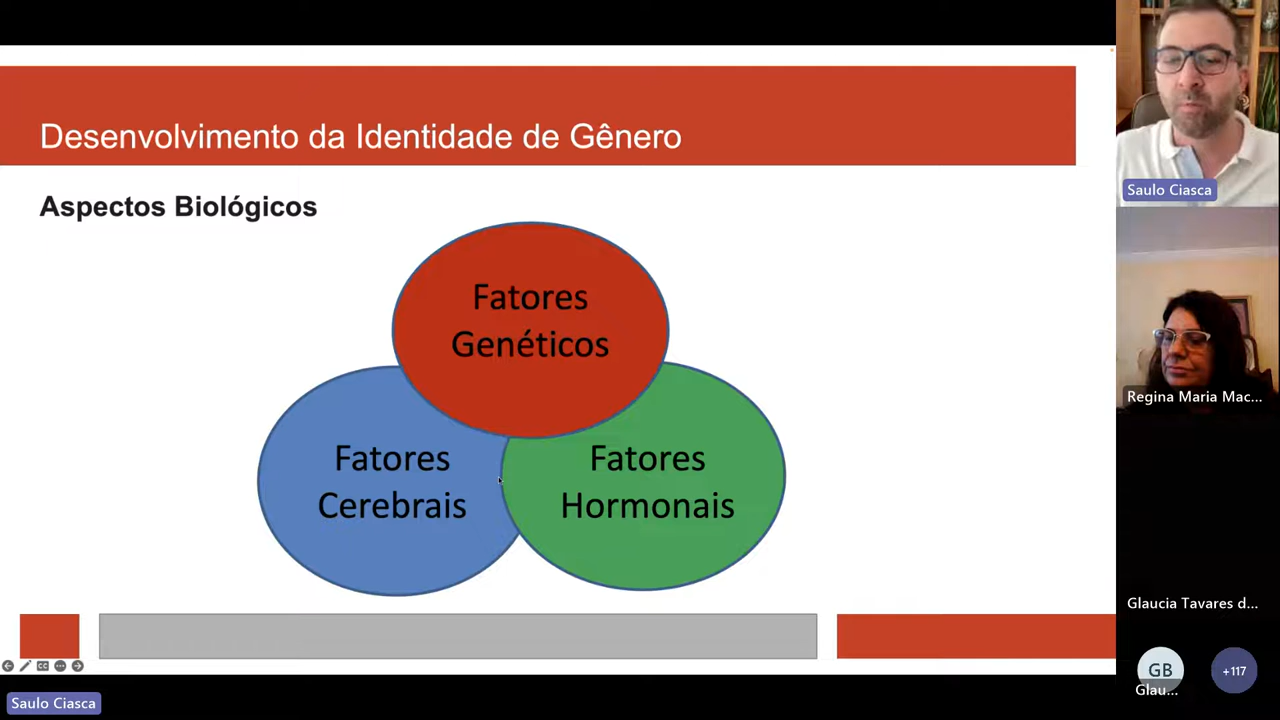 Desenvolvimento da Identidade de Gênero
Aspectos Biológicos
Fatores
Genéticos
Fatores
Cerebrais
Fatores
Hormonais
Saulo Ciasca
Regina Maria Mac...
Glaucia Tavares d...
GB
Glau...
+117
CC
Saulo Ciasca